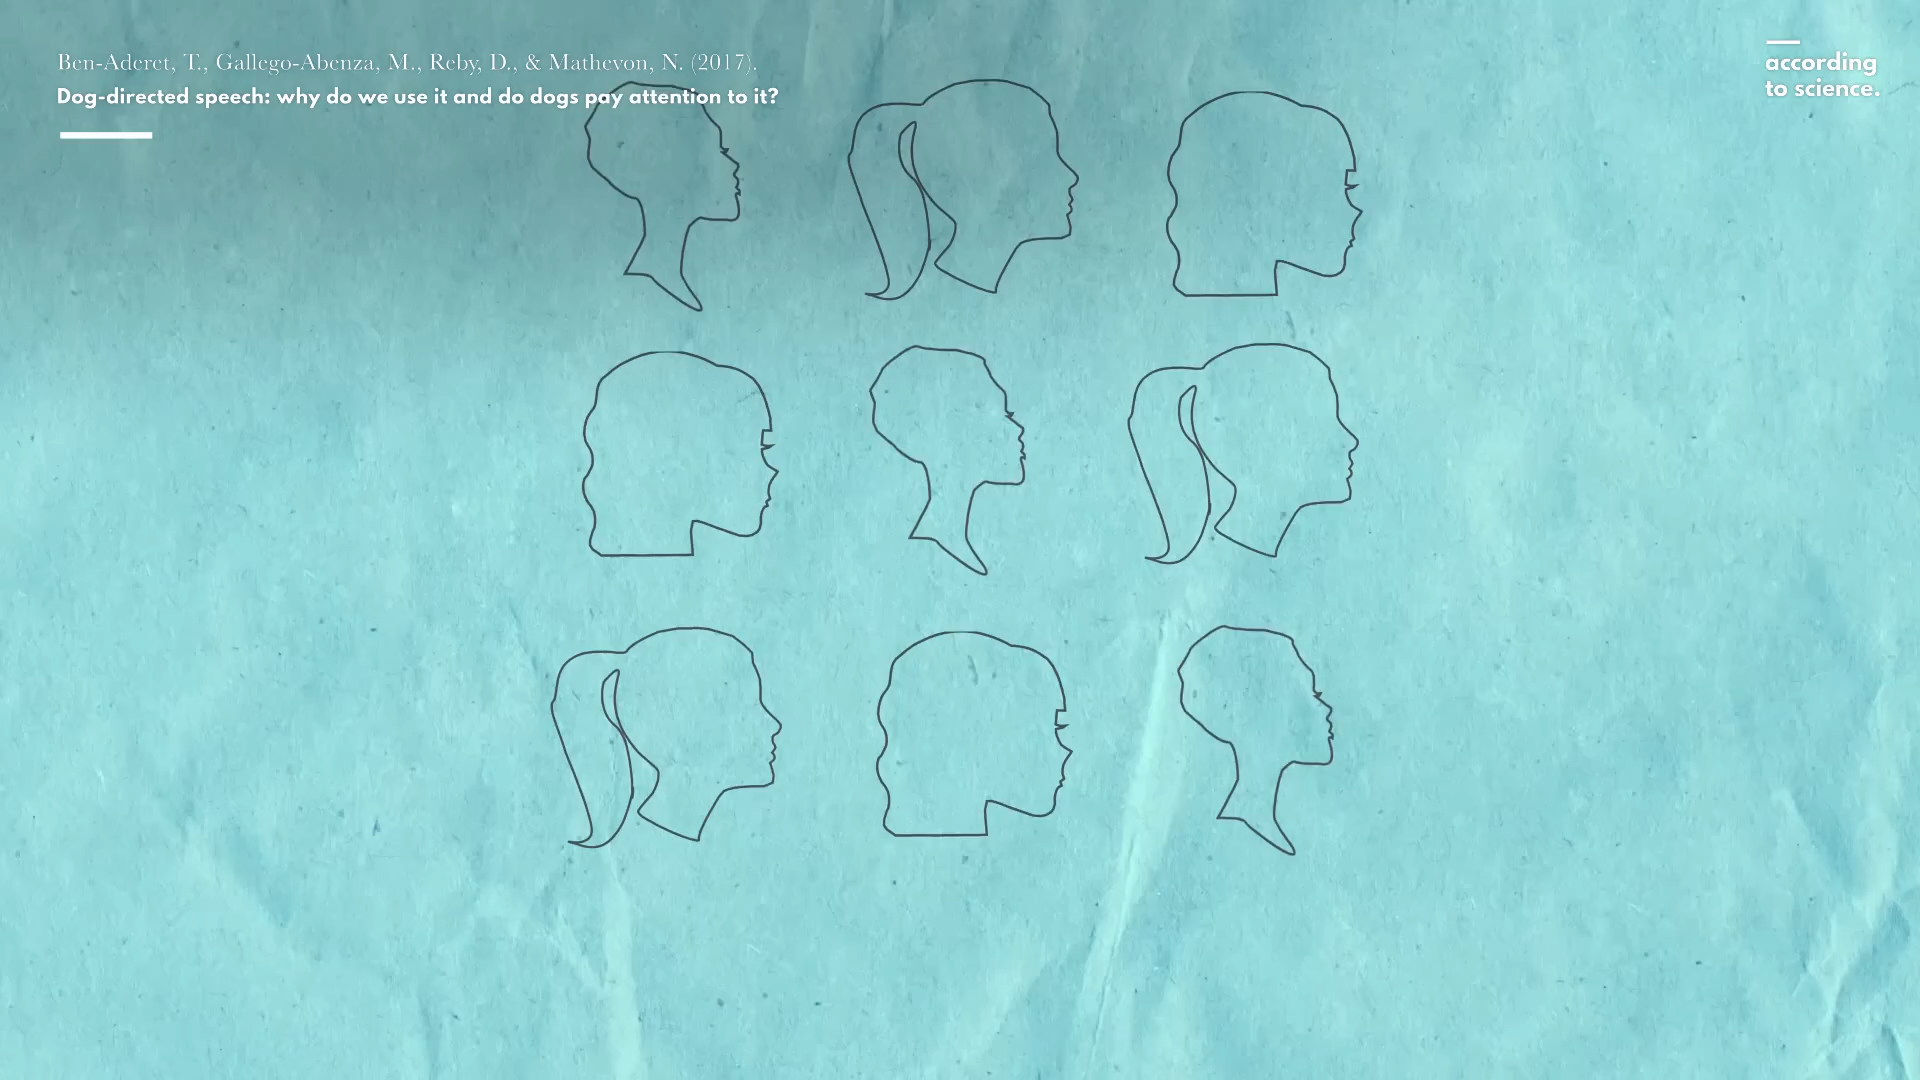 Ben-Aderet, T., Gallego-Abenza, M., Reby, D., & Mathevon, N. (2017).
Dog-directed speech: why do we use it and do dogs pay attention to it?
according
to science.